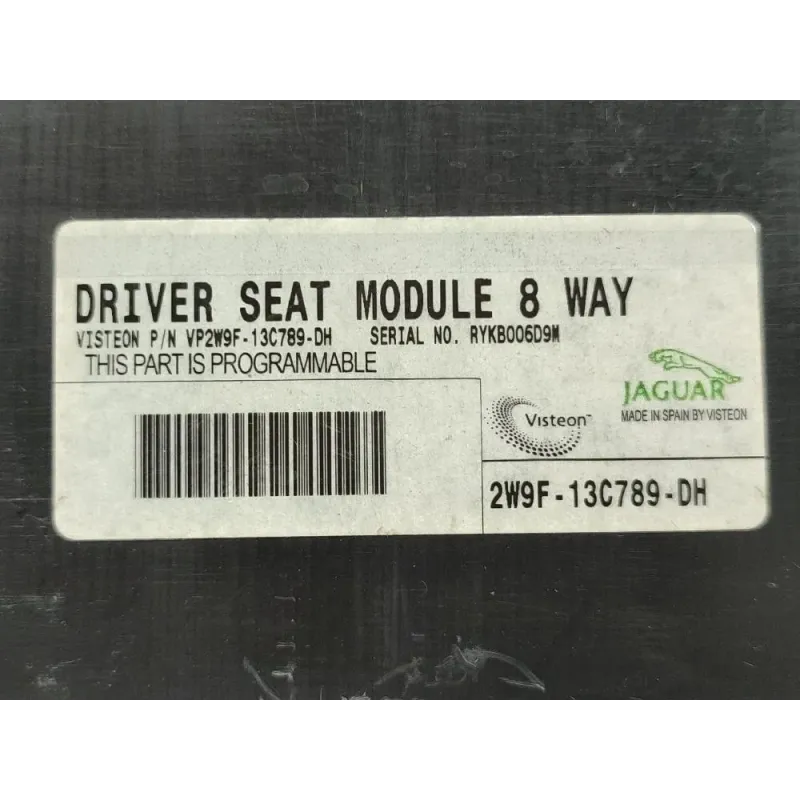 DRIVER SEAT MODULE 8 WAY
VISTEON P/N VP2W9F-13C789-DH SERIAL NO. RYKB006D9M
THIS PART IS PROGRAMMABLE
Visteon™
JAGUAR
MADE IN SPAIN BY VISTEON
2W9F-13C789-DH